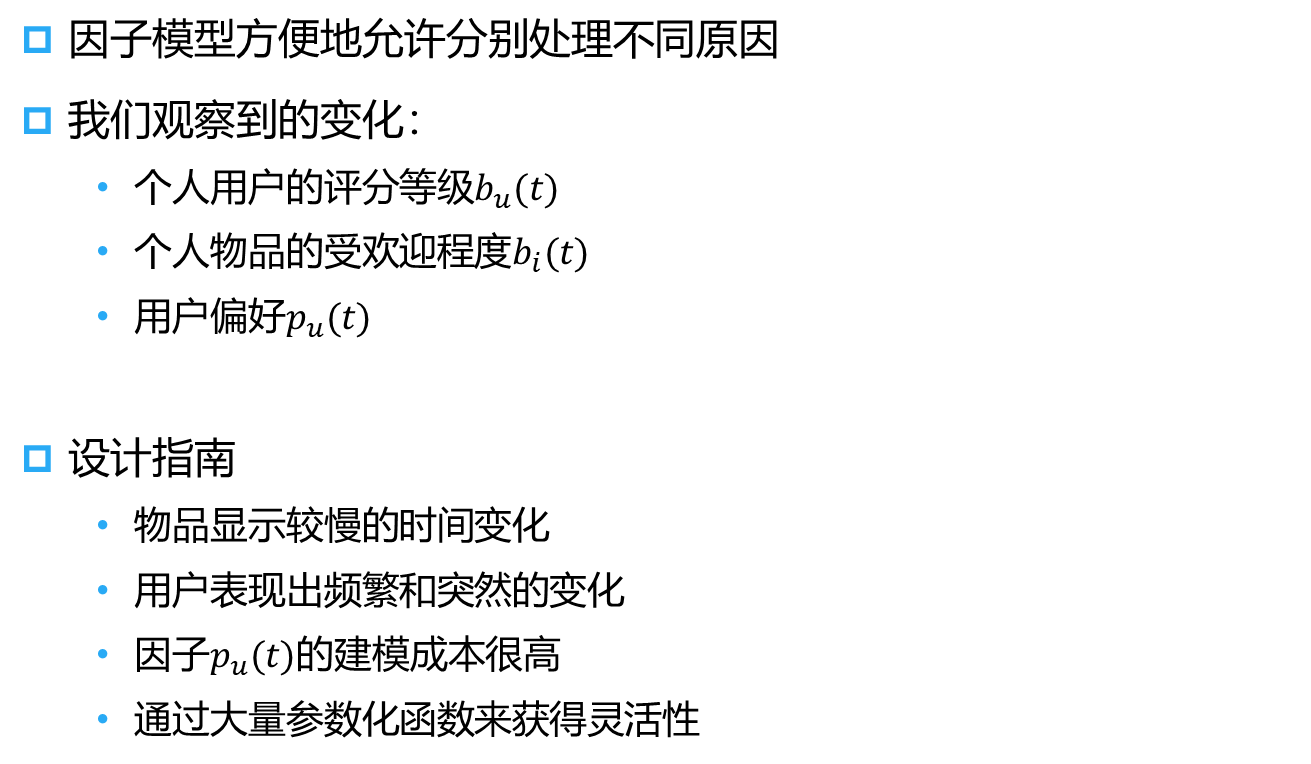 因子模型方便地允许分别处理不同原因
我们观察到的变化：
个人用户的评分等级b_u(t)
个人物品的受欢迎程度b_i(t)
用户偏好p_u(t)
设计指南
物品显示较慢的时间变化
用户表现出频繁和突然的变化
因子p_u(t)的建模成本很高
通过大量参数化函数来获得灵活性